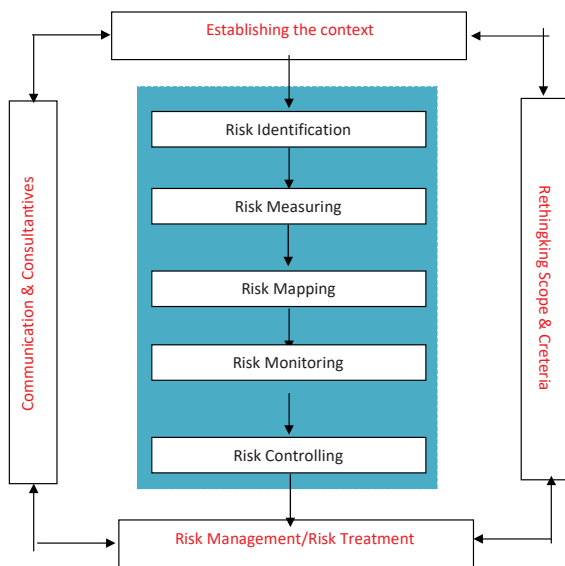 Establishing the context
Communication & Consultantives
Risk Identification
Risk Measuring
Risk Mapping
Risk Monitoring
Risk Controlling
Rethingking Scope & Creteria
Risk Management/Risk Treatment